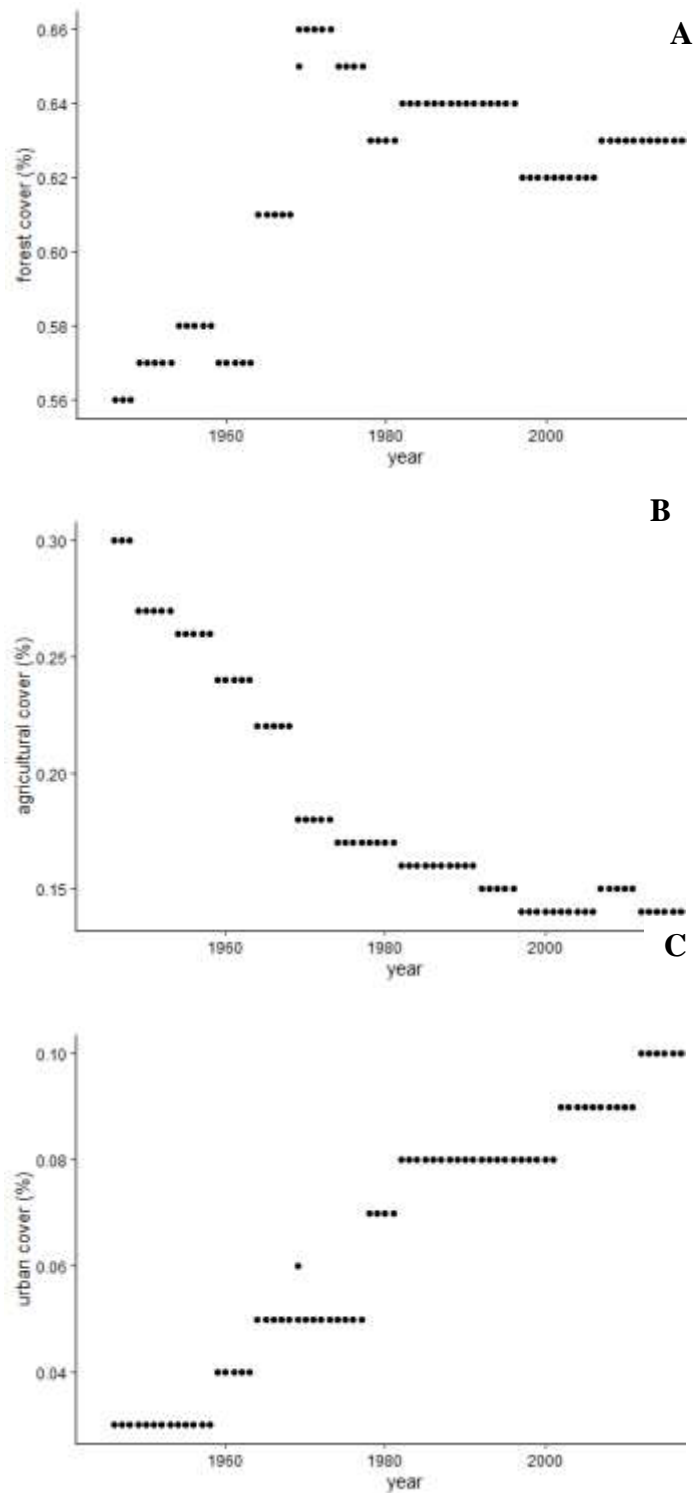 A
0.66
0.64
0.62
0.60
0.58
0.56
forest cover (%)
1960 1980 2000
year
B
0.30
0.25
0.20
0.15
agricultural cover (%)
1960 1980 2000
year
C
0.10
0.08
0.06
0.04
urban cover (%)
1960 1980 2000
year